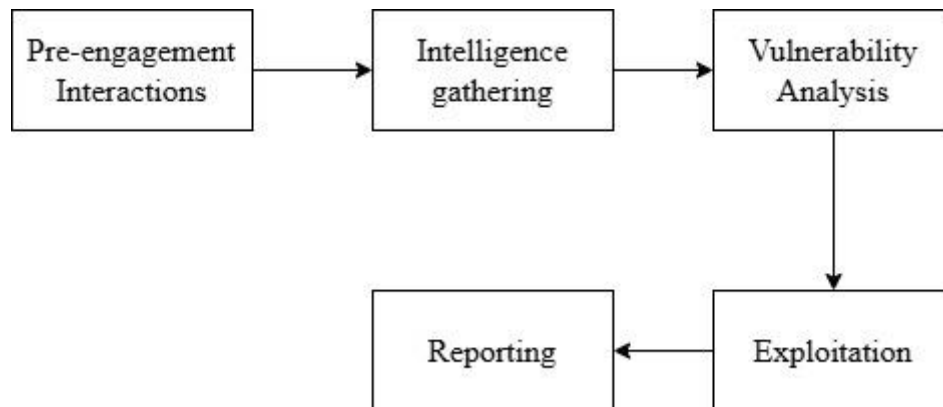 Pre-engagement
Interactions
Intelligence
gathering
Vulnerability
Analysis
Exploitation
Reporting